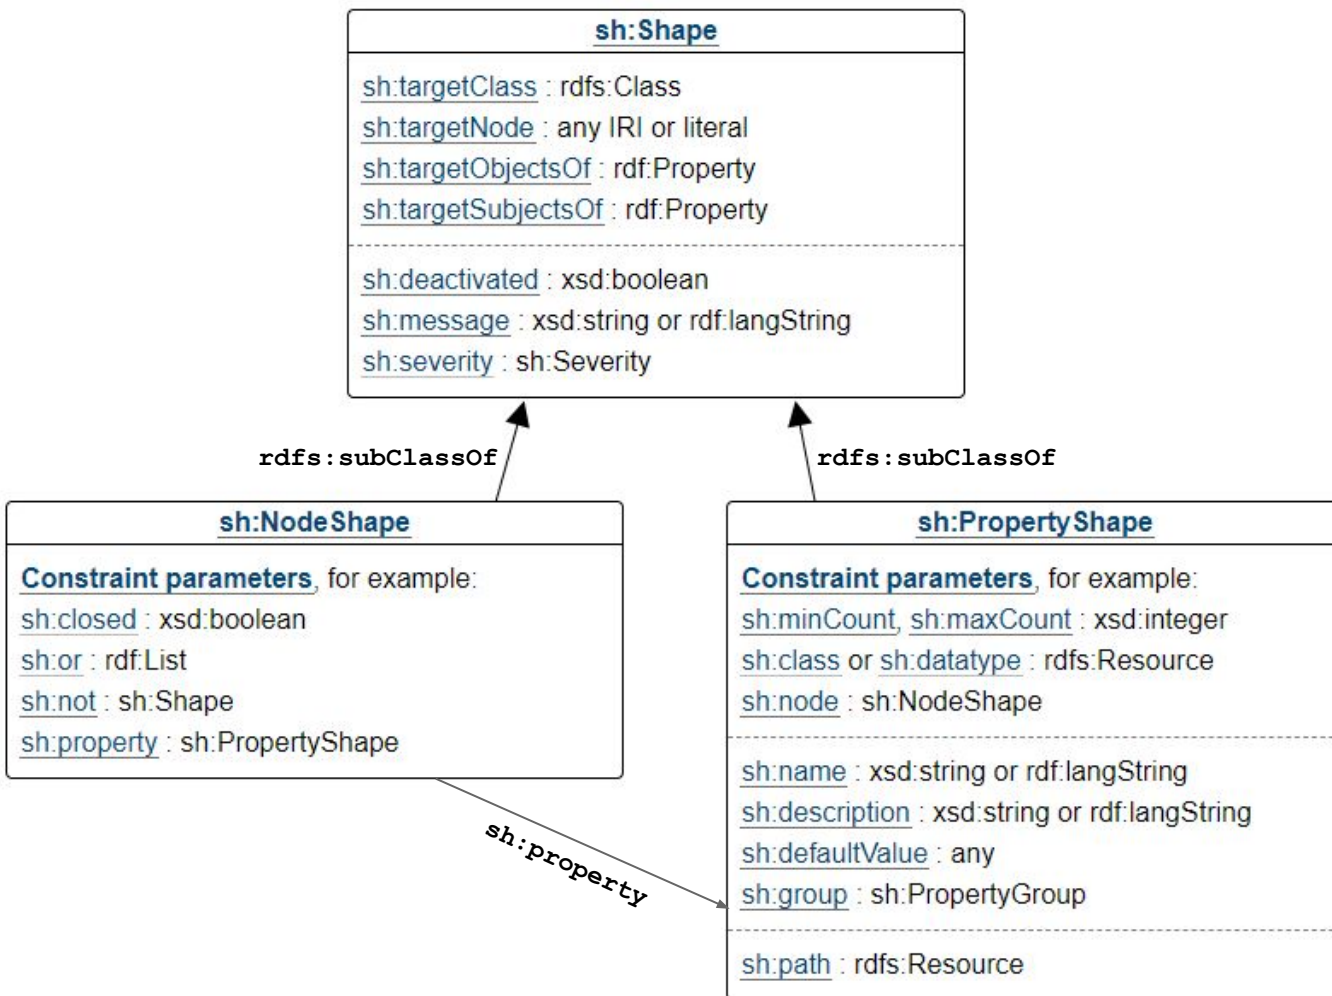 sh:Shape
sh:targetClass : rdfs:Class
sh:targetNode : any IRI or literal
sh:targetObjectsOf : rdf:Property
sh:targetSubjectsOf : rdf:Property
sh:deactivated : xsd:boolean
sh:message : xsd:string or rdf:langString
sh:severity : sh:Severity
rdfs:subClassOf
rdfs:subClassOf
sh:NodeShape
Constraint parameters, for example:
sh:closed : xsd:boolean
sh:or : rdf:List
sh:not : sh:Shape
sh:property : sh:PropertyShape
sh:property
sh:PropertyShape
Constraint parameters, for example:
sh:minCount, sh:maxCount : xsd:integer
sh:class or sh:datatype : rdfs:Resource
sh:node : sh:NodeShape
sh:name : xsd:string or rdf:langString
sh:description : xsd:string or rdf:langString
sh:defaultValue : any
sh:group : sh:PropertyGroup
sh:path : rdfs:Resource